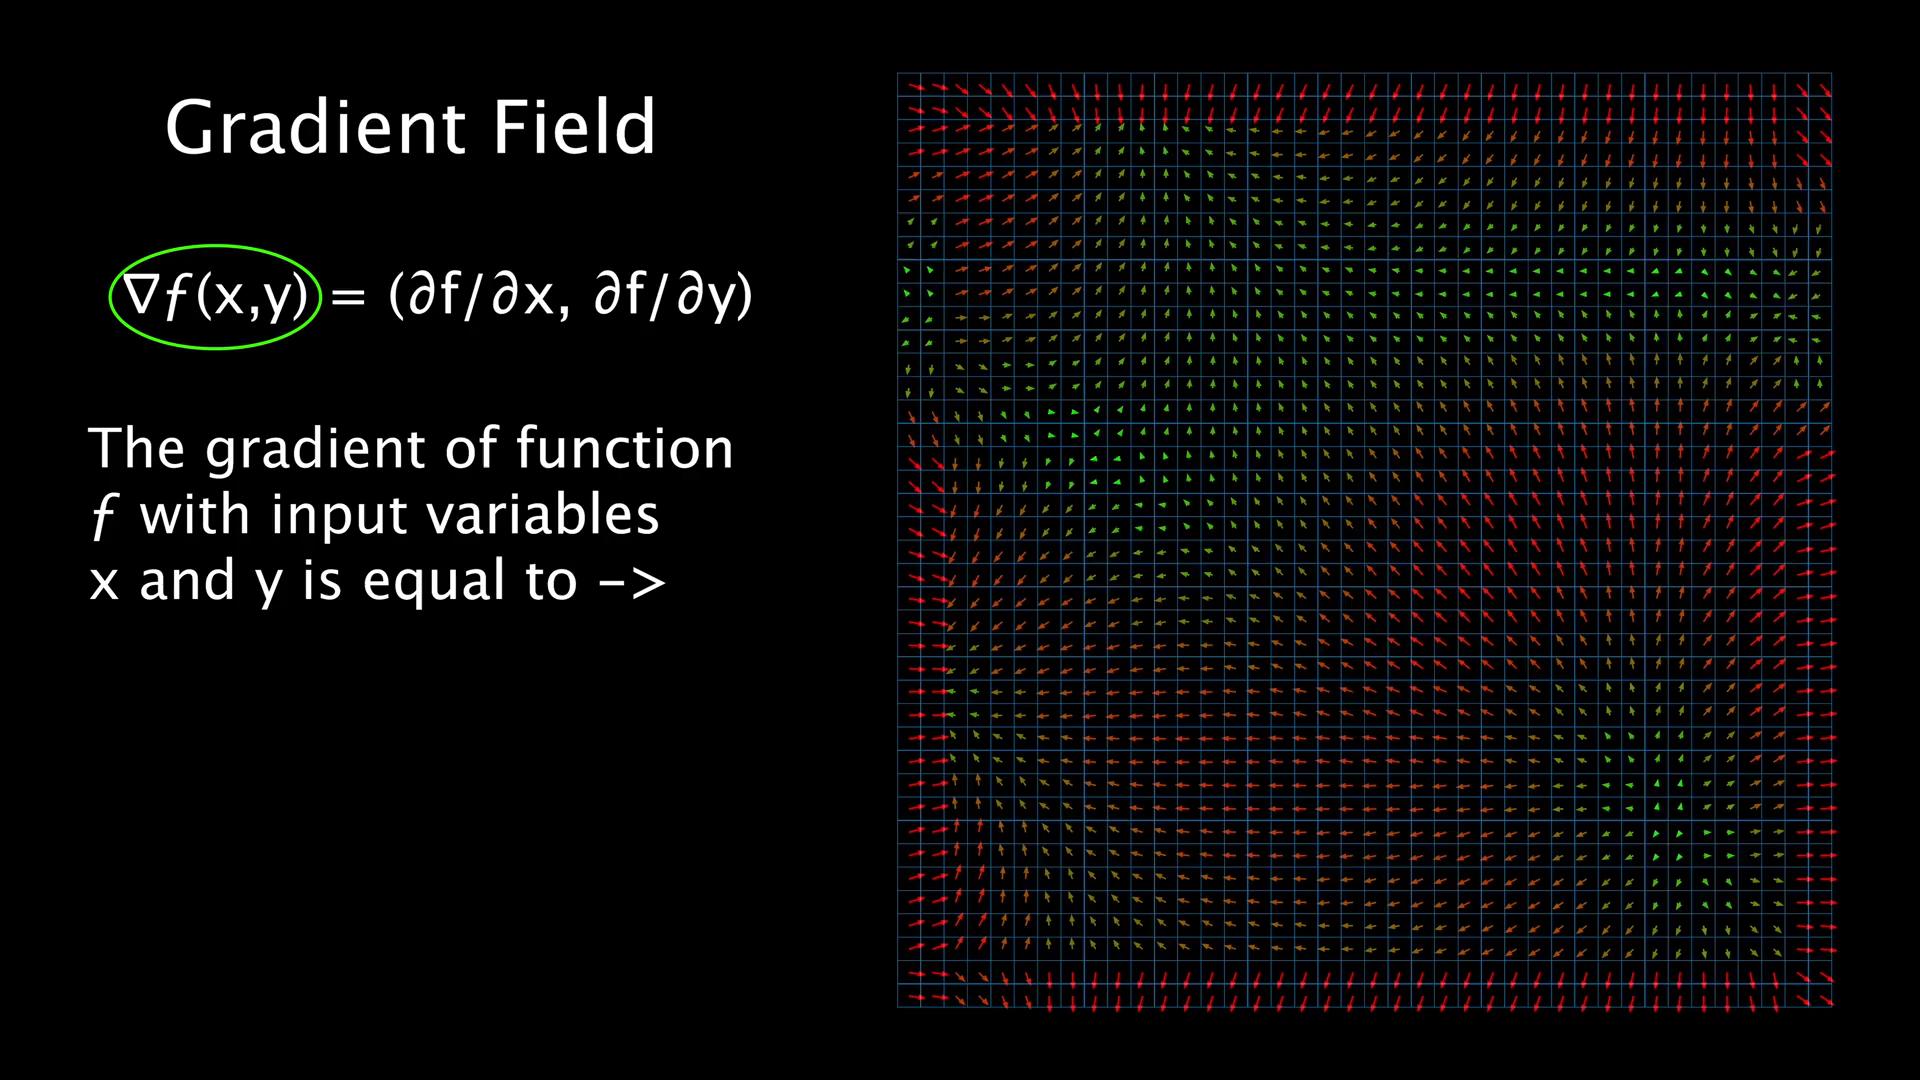 Gradient Field
∇f(x,y) = (∂f/∂x, ∂f/∂y)
The gradient of function
f with input variables
x and y is equal to ->